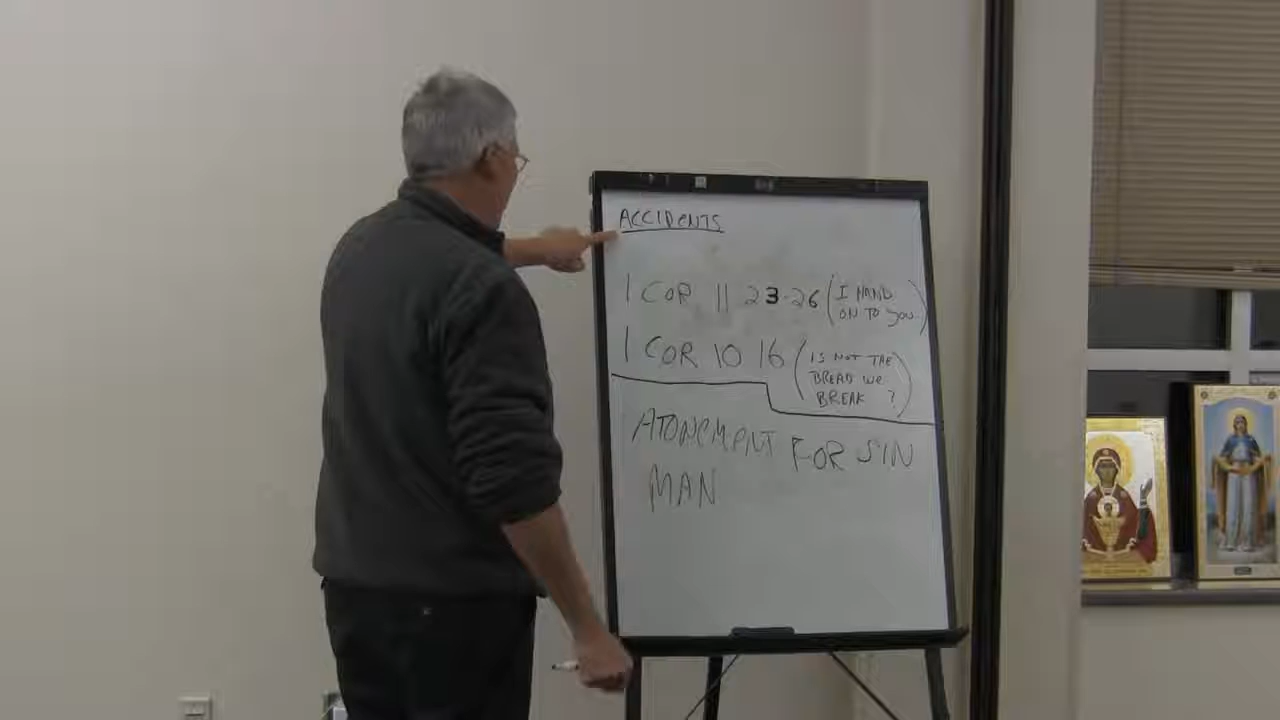 ACCIDENTS
1 COR 11 23-26 (I HAND
ON TO YOU)
1 COR 10 16 (IS NOT THE
BREAD WE
BREAK ?)
ATONEMENT FOR SIN
MAN